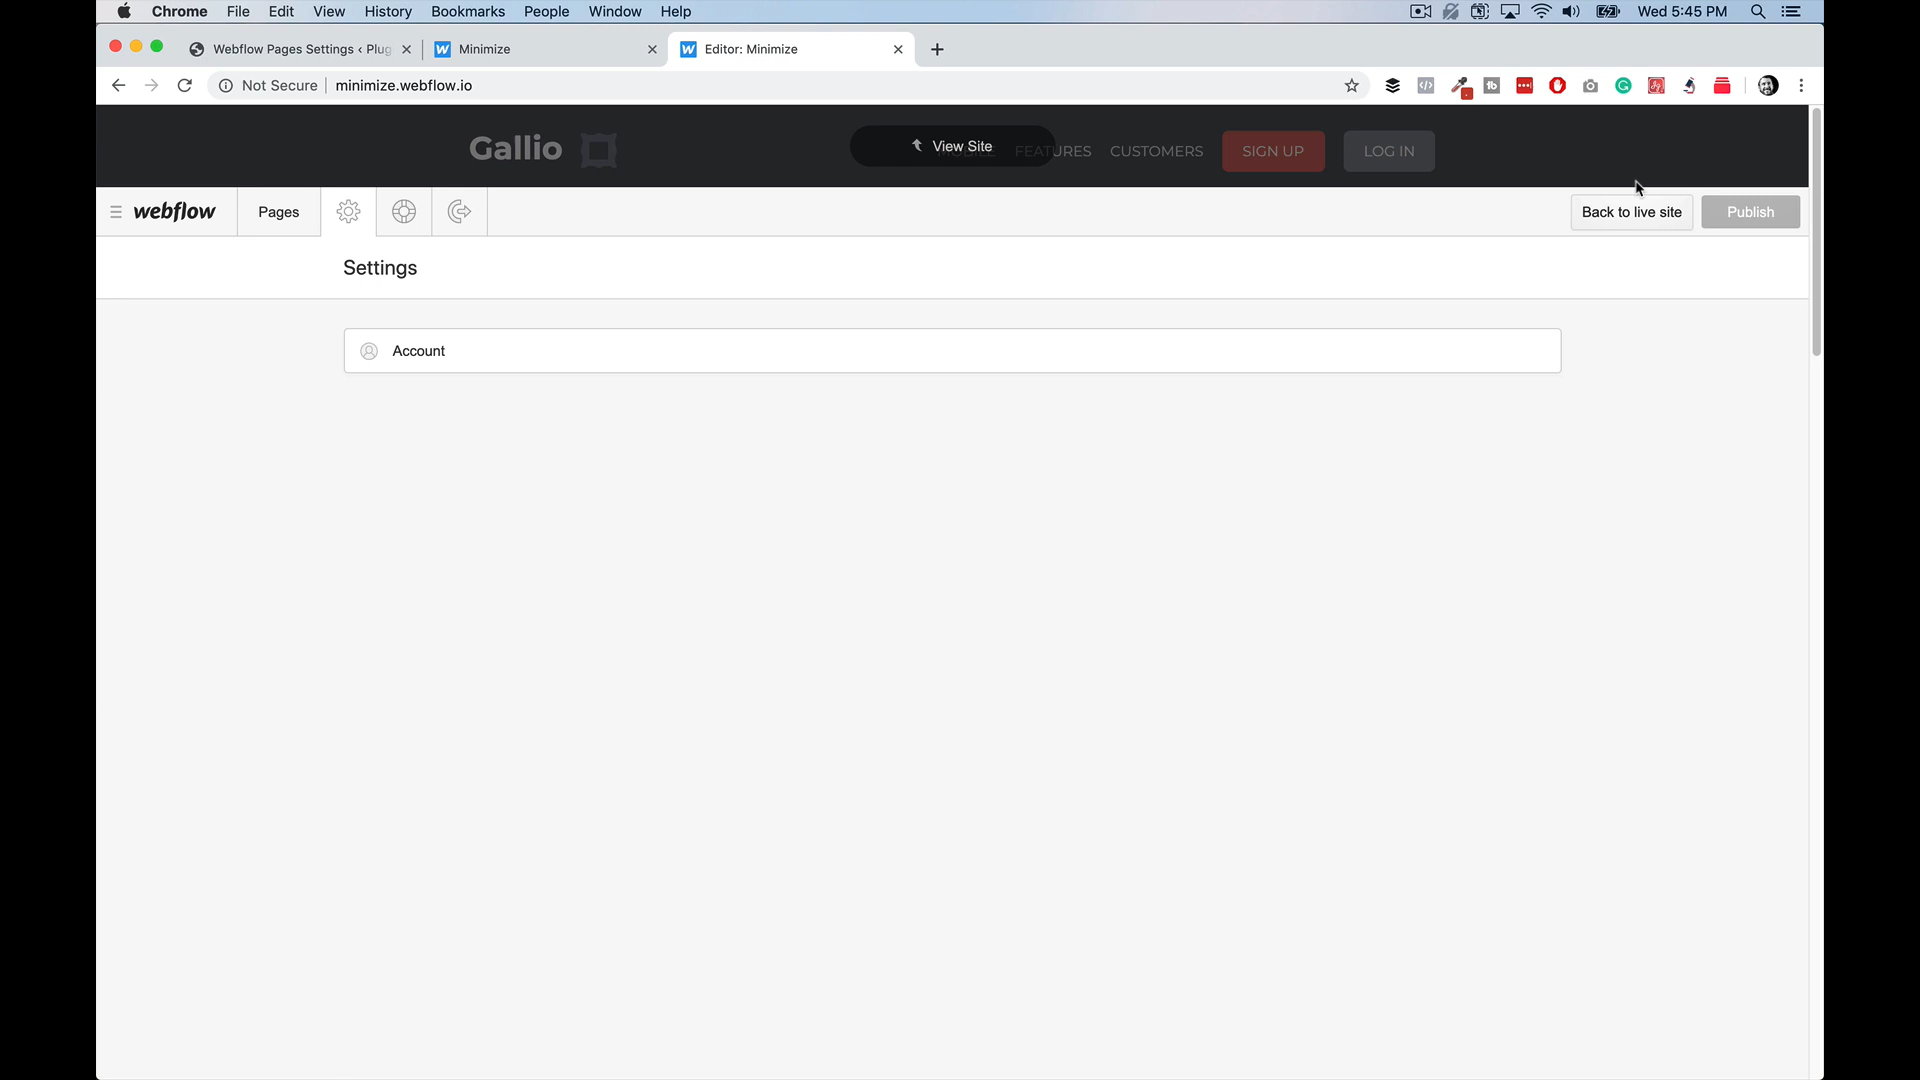 Chrome File Edit View History Bookmarks People Window Help Wed 5:45 PM
Webflow Pages Settings ‹ Plug Minimize Editor: Minimize
Not Secure minimize.webflow.io
Gallio View Site FEATURES CUSTOMERS SIGN UP LOG IN
webflow Pages Back to live site Publish
Settings
Account